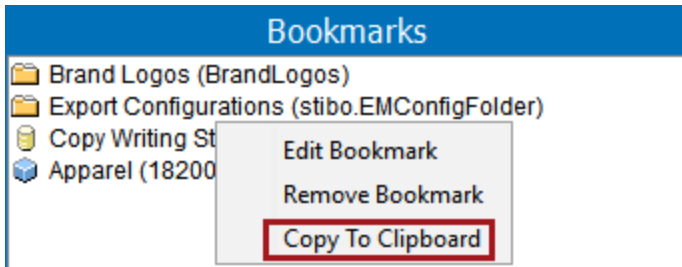 Bookmarks
Brand Logos (BrandLogos)
Export Configurations (stibo.EMConfigFolder)
Copy Writing St
Apparel (18200
Edit Bookmark
Remove Bookmark
Copy To Clipboard